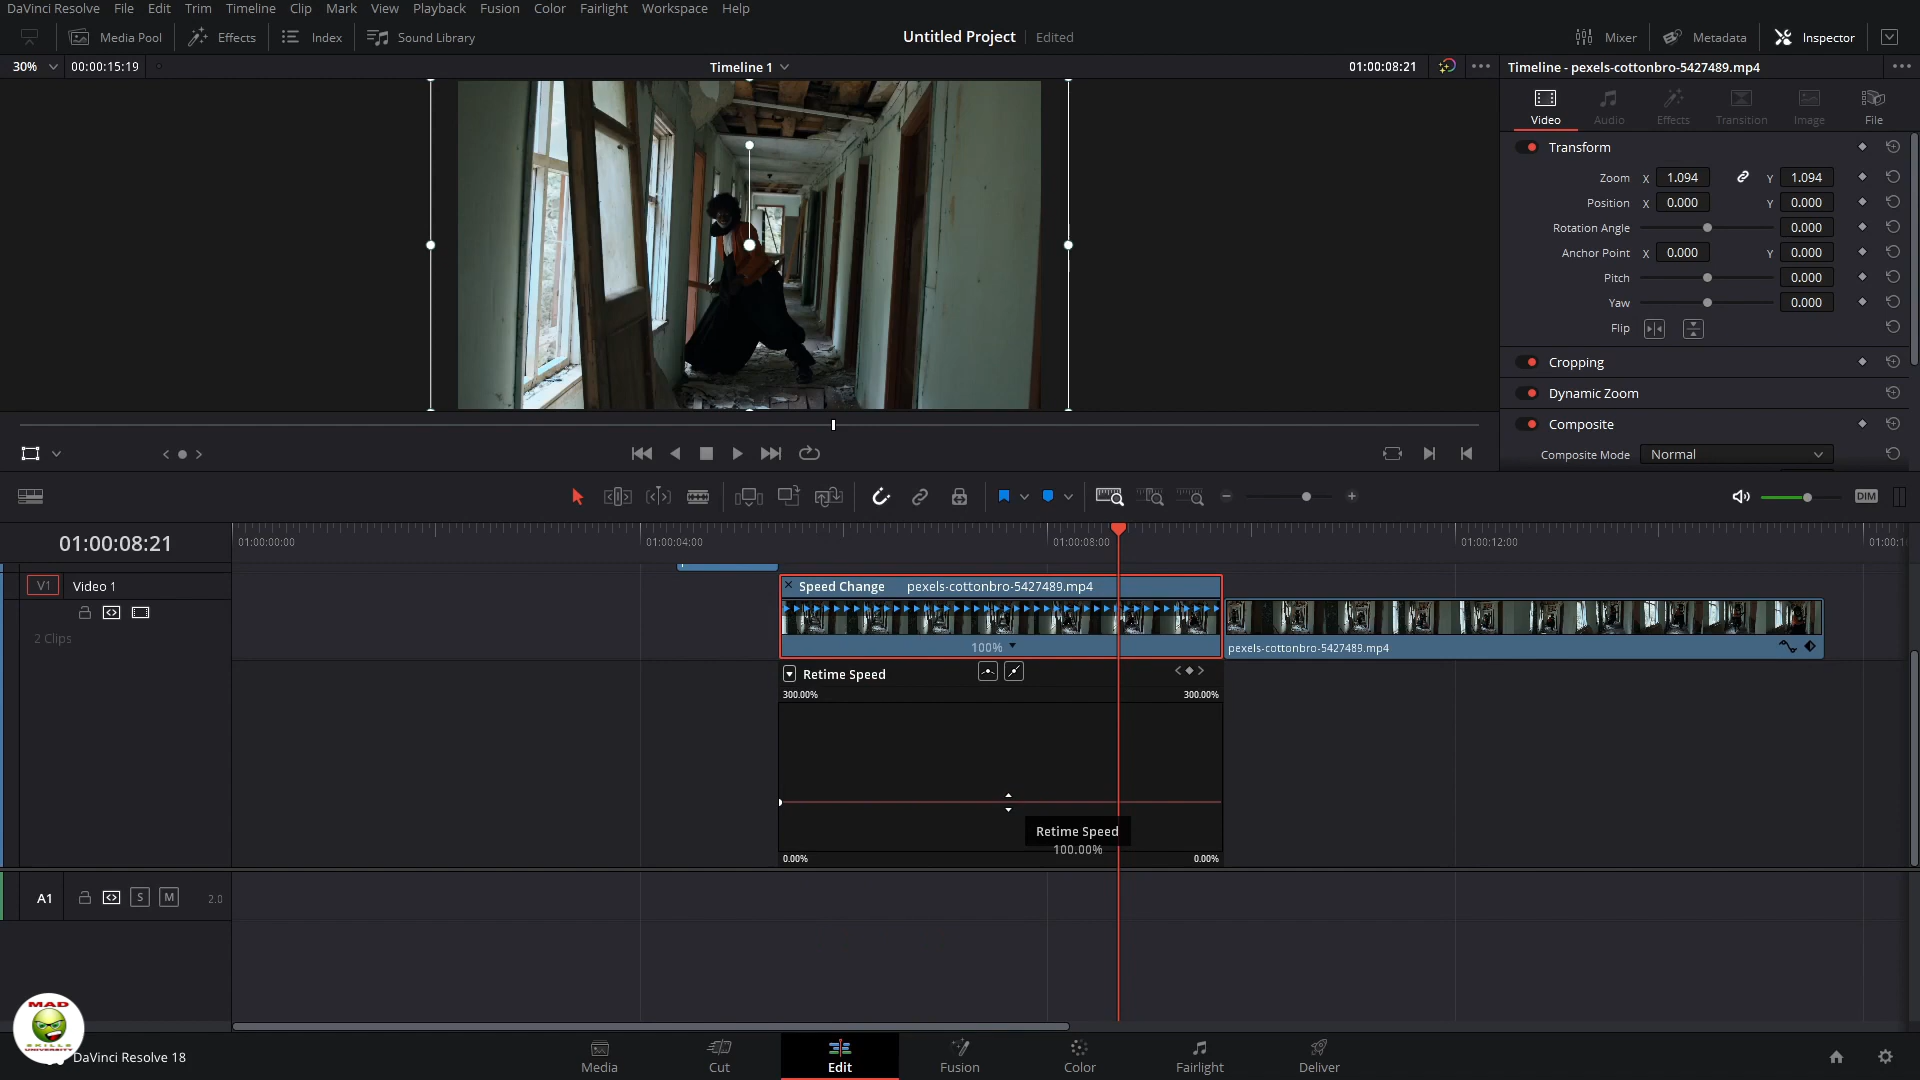 DaVinci Resolve File Edit Trim Timeline Clip Mark View Playback Fusion Color Fairlight Workspace Help
Media Pool Effects Index Sound Library Untitled Project Edited Mixer Metadata Inspector
30% 00:00:15:19 Timeline 1 01:00:08:21 Timeline - pexels-cottonbro-5427489.mp4
Video Audio Effects Transition Image File
Transform
Zoom X 1.094 Y 1.094
Position X 0.000 Y 0.000
Rotation Angle 0.000
Anchor Point X 0.000 Y 0.000
Pitch 0.000
Yaw 0.000
Flip
Cropping
Dynamic Zoom
Composite
Composite Mode Normal
DIM
01:00:08:21 01:00:00:00 01:00:04:00 01:00:08:00 01:00:12:00
V1 Video 1
2 Clips
Speed Change pexels-cottonbro-5427489.mp4
100%
pexels-cottonbro-5427489.mp4
Retime Speed
300.00% 300.00%
Retime Speed
100.00%
0.00% 0.00%
A1 S M 2.0
MAD
SKILLS
UNIVERSITY
DaVinci Resolve 18
Media Cut Edit Fusion Color Fairlight Deliver